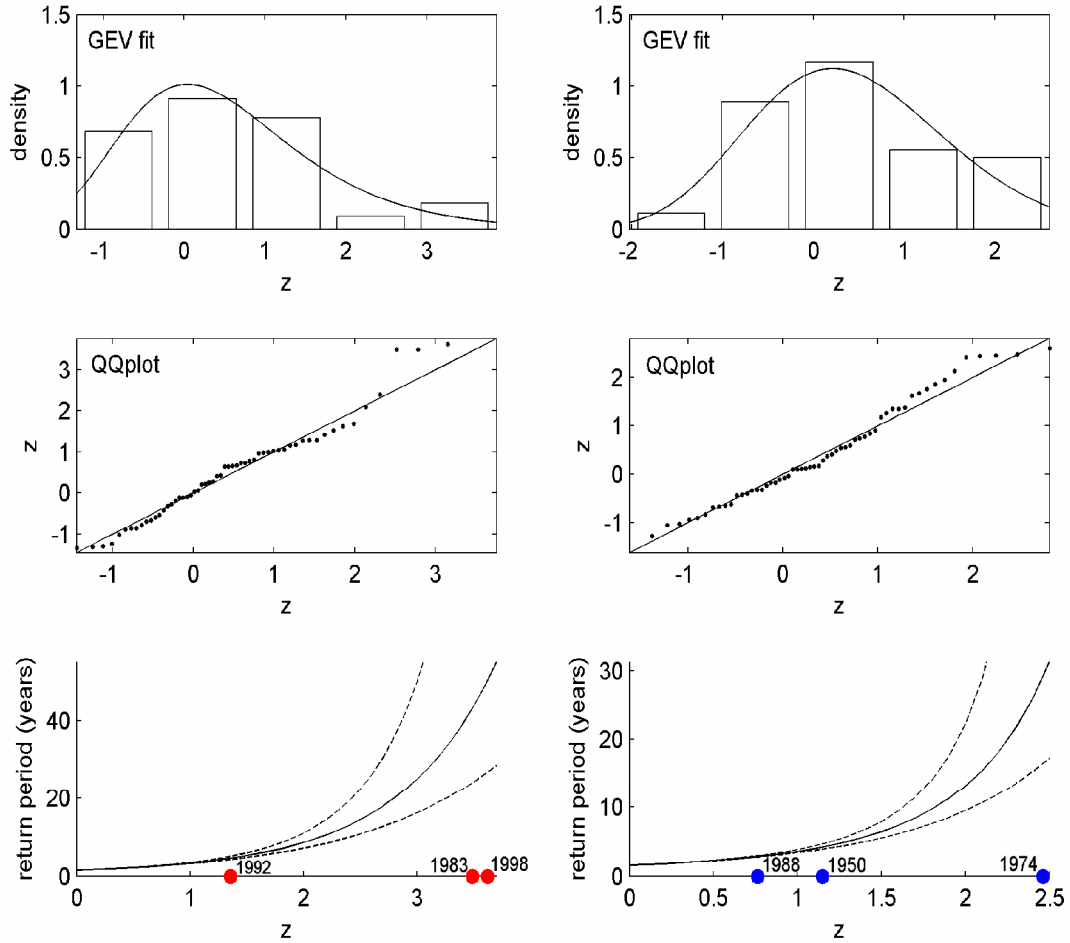 1.5
GEV fit
1
density
0.5
0
-1 0 1 2 3
z
1.5
GEV fit
1
density
0.5
0
-2 -1 0 1 2
z
3
QQplot
2
z
1
0
-1
-1 0 1 2 3
z
2
QQplot
1
z
0
-1
-1 0 1 2
z
return period (years)
40
20
0
1992
1983
1998
0 1 2 3
z
return period (years)
30
20
10
0
1988
1950
1974
0 0.5 1 1.5 2 2.5
z